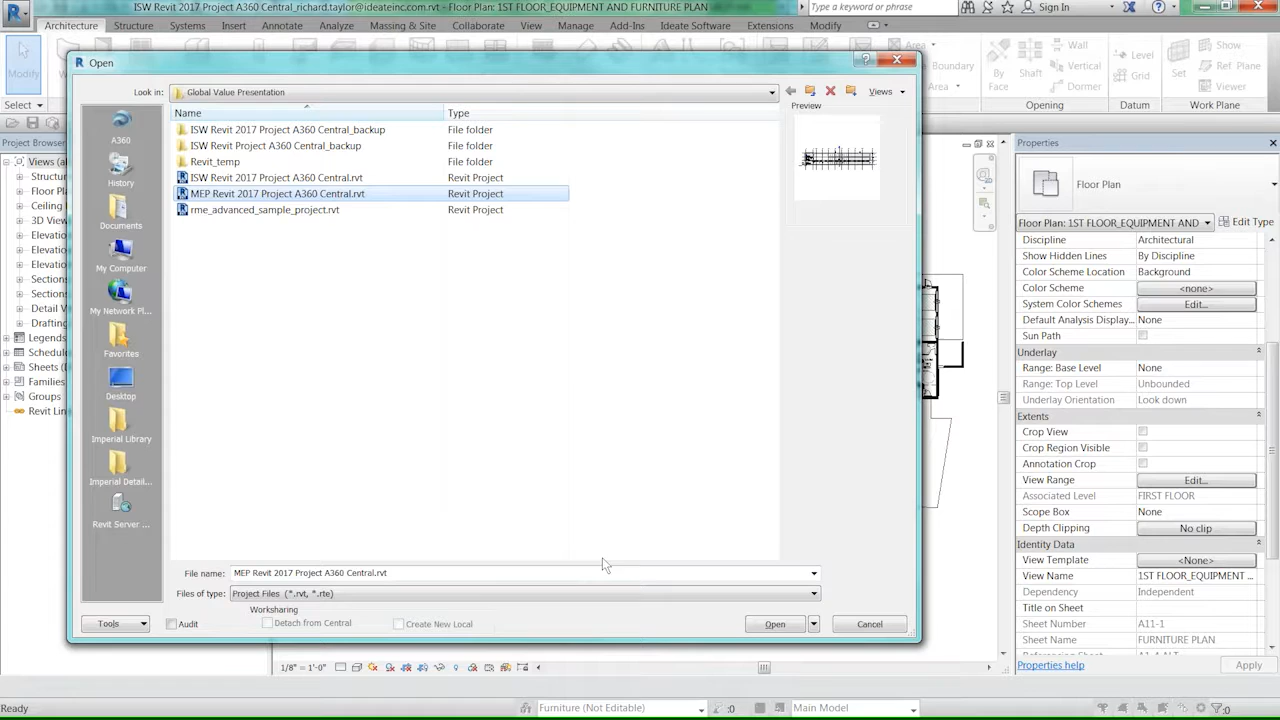 ISW Revit 2017 Project A360 Central_richard.taylor@ideateinc.com.rvt - Floor Plan: 1ST FLOOR_EQUIPMENT AND FURNITURE PLAN
Type a keyword or phrase
Sign In
Architecture Structure Systems Insert Annotate Analyze Massing & Site Collaborate View Manage Add-Ins Ideate Software Extensions Modify
Modify
Select
Area
Boundary
Area
By Face
Shaft
Wall
Vertical
Dormer
Level
Grid
Set
Show
Ref Plane
Viewer
Opening
Datum
Work Plane
Project Browser
Views (al
Structur
Floor Pla
Ceiling
3D View
Elevatio
Elevatio
Elevatio
Sections
Sections
Detail V
Drafting
Legends
Schedul
Sheets (
Families
Groups
Revit Lin
Open
Look in:
Global Value Presentation
Views
A360
History
Documents
My Computer
My Network Pl...
Favorites
Desktop
Imperial Library
Imperial Detai...
Revit Server ...
Name Type
ISW Revit 2017 Project A360 Central_backup File folder
ISW Revit Project A360 Central_backup File folder
Revit_temp File folder
ISW Revit 2017 Project A360 Central.rvt Revit Project
MEP Revit 2017 Project A360 Central.rvt Revit Project
rme_advanced_sample_project.rvt Revit Project
Preview
File name: MEP Revit 2017 Project A360 Central.rvt
Files of type: Project Files (*.rvt, *.rte)
Worksharing
Tools
Audit
Detach from Central
Create New Local
Open
Cancel
Properties
Floor Plan
Floor Plan: 1ST FLOOR_EQUIPMENT AND
Edit Type
Discipline Architectural
Show Hidden Lines By Discipline
Color Scheme Location Background
Color Scheme <none>
System Color Schemes Edit...
Default Analysis Display... None
Sun Path
Underlay
Range: Base Level None
Range: Top Level Unbounded
Underlay Orientation Look down
Extents
Crop View
Crop Region Visible
Annotation Crop
View Range Edit...
Associated Level FIRST FLOOR
Scope Box None
Depth Clipping No clip
Identity Data
View Template <None>
View Name 1ST FLOOR_EQUIPMENT ...
Dependency Independent
Title on Sheet
Sheet Number A11-1
Sheet Name FURNITURE PLAN
Properties help
Apply
1/8" = 1'-0"
Ready
Furniture (Not Editable)
:0
Main Model
:0